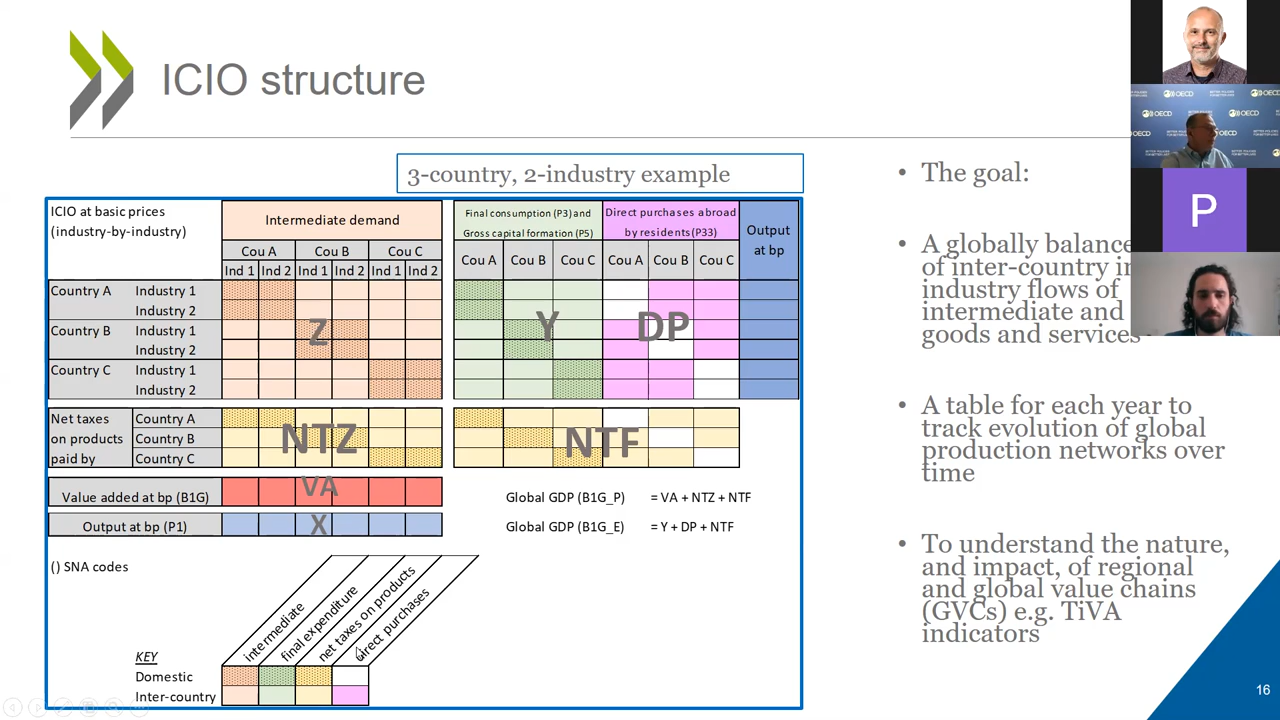 ICIO structure
3-country, 2-industry example
ICIO at basic prices
(industry-by-industry)
Intermediate demand
Final consumption (P3) and
Gross capital formation (P5)
Direct purchases abroad
by residents (P33)
Output
at bp
Cou A Cou B Cou C
Cou A Cou B Cou C Cou A Cou B Cou C
Ind 1 Ind 2 Ind 1 Ind 2 Ind 1 Ind 2
Country A Industry 1
Industry 2
Country B Industry 1
Industry 2
Country C Industry 1
Industry 2
Z Y DP
Net taxes
on products
paid by
Country A
Country B
Country C
NTZ NTF
Value added at bp (B1G) VA
Output at bp (P1) X
Global GDP (B1G_P) = VA + NTZ + NTF
Global GDP (B1G_E) = Y + DP + NTF
() SNA codes
intermediate
final expenditure
net taxes on products
direct purchases
KEY
Domestic
Inter-country
• The goal:
• A globally balance
of inter-country in
industry flows of
intermediate and
goods and services
• A table for each year to
track evolution of global
production networks over
time
• To understand the nature,
and impact, of regional
and global value chains
(GVCs) e.g. TiVA
indicators
16
OECD
OECD
OECD
P